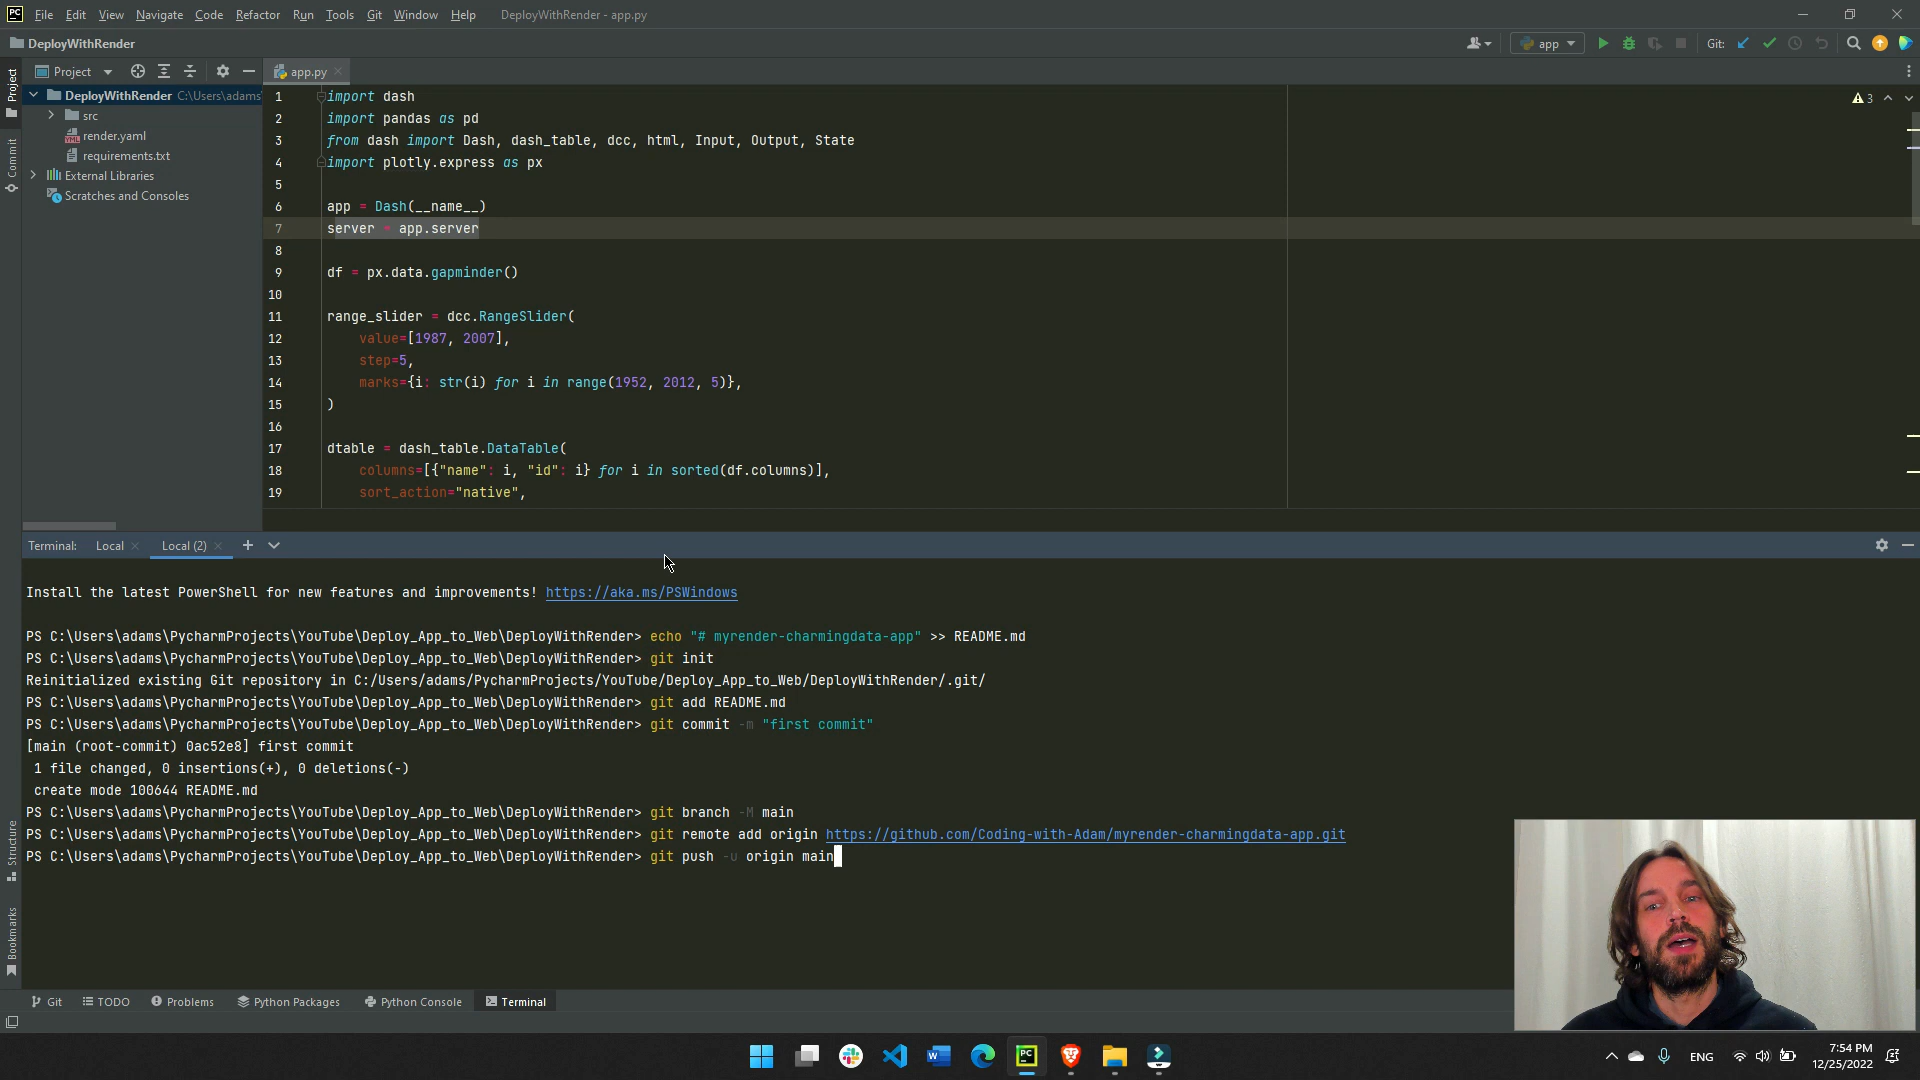 PC File Edit View Navigate Code Refactor Run Tools Git Window Help DeployWithRender - app.py
DeployWithRender
app Git:
Project
app.py
DeployWithRender C:\Users\adams
src
render.yaml
requirements.txt
External Libraries
Scratches and Consoles
Project
Commit
Structure
Bookmarks
3
1 import dash
2 import pandas as pd
3 from dash import Dash, dash_table, dcc, html, Input, Output, State
4 import plotly.express as px
5
6 app = Dash(__name__)
7 server = app.server
8
9 df = px.data.gapminder()
10
11 range_slider = dcc.RangeSlider(
12 value=[1987, 2007],
13 step=5,
14 marks={i: str(i) for i in range(1952, 2012, 5)},
15 )
16
17 dtable = dash_table.DataTable(
18 columns=[{"name": i, "id": i} for i in sorted(df.columns)],
19 sort_action="native",
Terminal: Local Local (2)
Install the latest PowerShell for new features and improvements! https://aka.ms/PSWindows
PS C:\Users\adams\PycharmProjects\YouTube\Deploy_App_to_Web\DeployWithRender> echo "# myrender-charmingdata-app" >> README.md
PS C:\Users\adams\PycharmProjects\YouTube\Deploy_App_to_Web\DeployWithRender> git init
Reinitialized existing Git repository in C:/Users/adams/PycharmProjects/YouTube/Deploy_App_to_Web/DeployWithRender/.git/
PS C:\Users\adams\PycharmProjects\YouTube\Deploy_App_to_Web\DeployWithRender> git add README.md
PS C:\Users\adams\PycharmProjects\YouTube\Deploy_App_to_Web\DeployWithRender> git commit -m "first commit"
[main (root-commit) 0ac52e8] first commit
1 file changed, 0 insertions(+), 0 deletions(-)
create mode 100644 README.md
PS C:\Users\adams\PycharmProjects\YouTube\Deploy_App_to_Web\DeployWithRender> git branch -M main
PS C:\Users\adams\PycharmProjects\YouTube\Deploy_App_to_Web\DeployWithRender> git remote add origin https://github.com/Coding-with-Adam/myrender-charmingdata-app.git
PS C:\Users\adams\PycharmProjects\YouTube\Deploy_App_to_Web\DeployWithRender> git push -u origin main
Git TODO Problems Python Packages Python Console Terminal
ENG
7:54 PM
12/25/2022